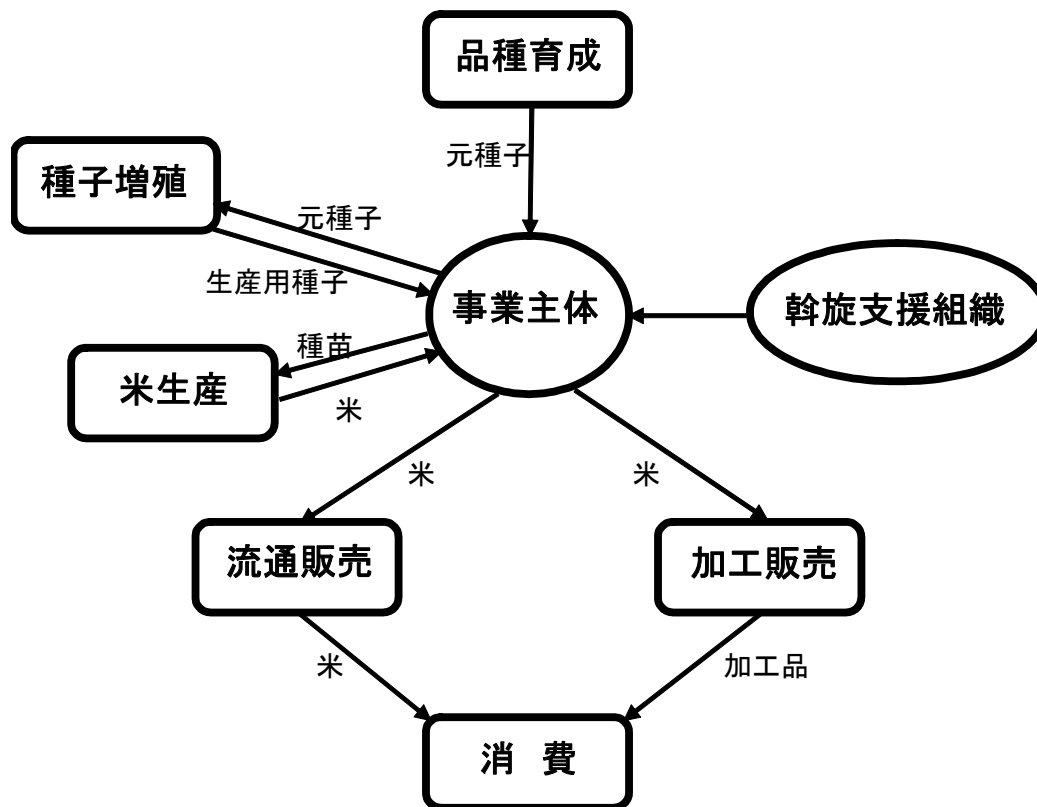 品種育成
元種子
種子増殖
元種子
生産用種子
事業主体
斡旋支援組織
種苗
米生産
米
米
米
流通販売
加工販売
米
加工品
消　費